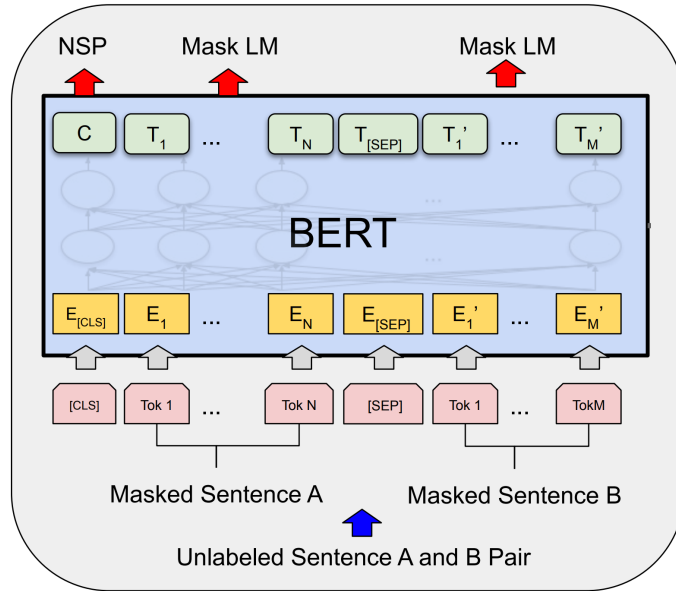 NSP Mask LM Mask LM
C T1 ... TN T[SEP] T1’ ... TM’
...
BERT
...
E[CLS] E1 ... EN E[SEP] E1’ ... EM’
[CLS] Tok 1 ... Tok N [SEP] Tok 1 ... TokM
Masked Sentence A Masked Sentence B
Unlabeled Sentence A and B Pair